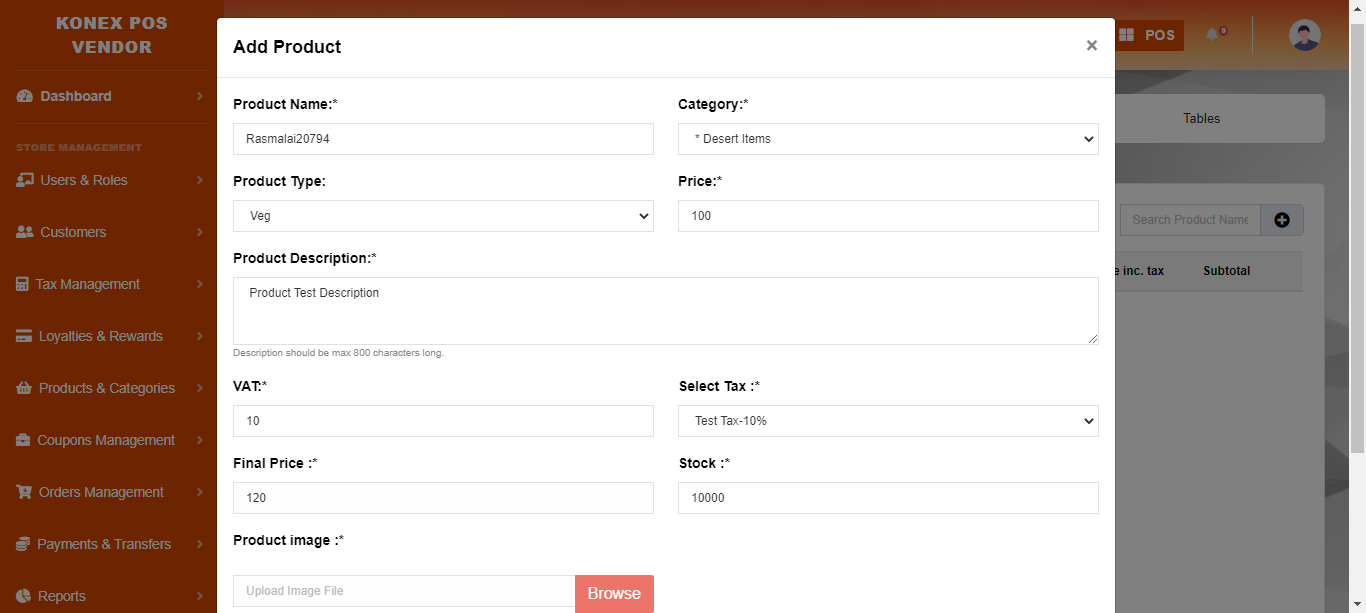 KONEX POS
VENDOR
Dashboard
STORE MANAGEMENT
Users & Roles
Customers
Tax Management
Loyalties & Rewards
Products & Categories
Coupons Management
Orders Management
Payments & Transfers
Reports
POS
0
Tables
Search Product Name
e inc. tax
Subtotal
Add Product
×
Product Name:*
Category:*
Rasmalai20794
* Desert Items
Product Type:
Price:*
Veg
100
Product Description:*
Product Test Description
Description should be max 800 characters long.
VAT:*
Select Tax :*
10
Test Tax-10%
Final Price :*
Stock :*
120
10000
Product image :*
Upload Image File
Browse